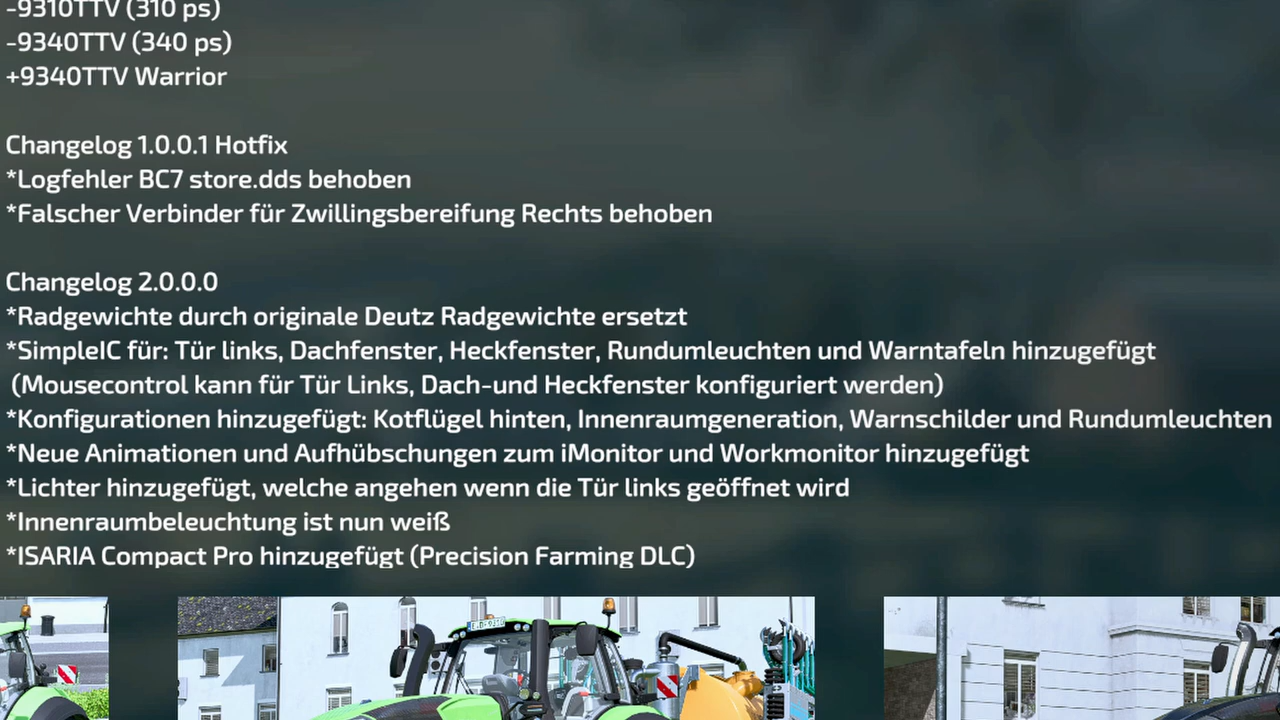 -9310TTV (310 ps)
-9340TTV (340 ps)
+9340TTV Warrior
Changelog 1.0.0.1 Hotfix
*Logfehler BC7 store.dds behoben
*Falscher Verbinder für Zwillingsbereifung Rechts behoben
Changelog 2.0.0.0
*Radgewichte durch originale Deutz Radgewichte ersetzt
*SimpleIC für: Tür links, Dachfenster, Heckfenster, Rundumleuchten und Warntafeln hinzugefügt
(Mousecontrol kann für Tür Links, Dach-und Heckfenster konfiguriert werden)
*Konfigurationen hinzugefügt: Kotflügel hinten, Innenraumgeneration, Warnschilder und Rundumleuchten
*Neue Animationen und Aufhübschungen zum iMonitor und Workmonitor hinzugefügt
*Lichter hinzugefügt, welche angehen wenn die Tür links geöffnet wird
*Innenraumbeleuchtung ist nun weiß
*ISARIA Compact Pro hinzugefügt (Precision Farming DLC)